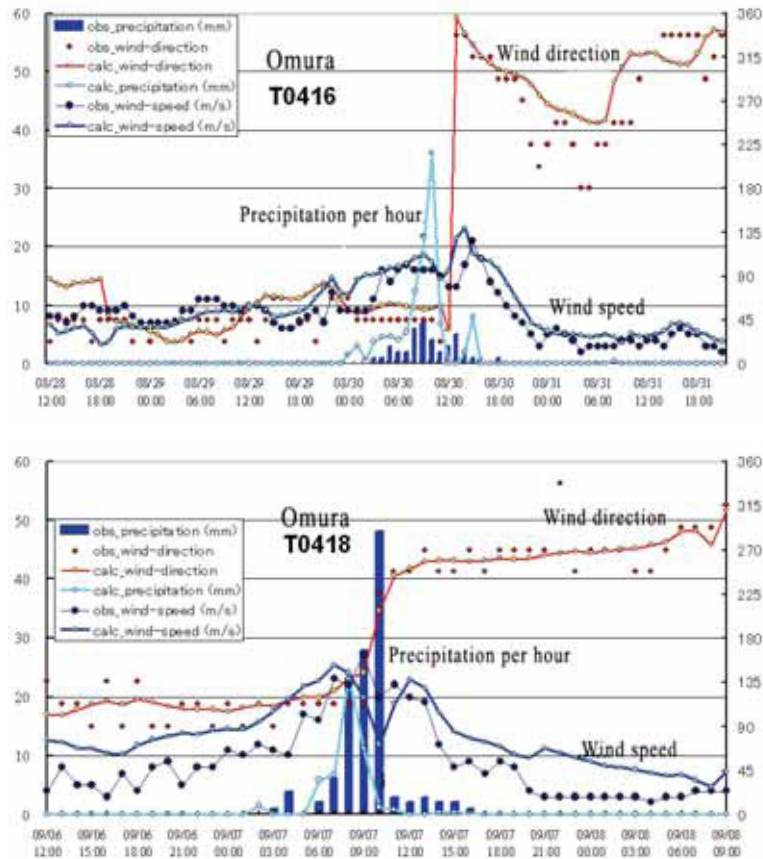 60
50
40
30
20
10
0
obs_precipitation (mm)
obs_wind-direction
calc_wind-direction
calc_precipitation (mm)
obs_wind-speed (m/s)
calc_wind-speed (m/s)
Omura
T0416
Wind direction
Precipitation per hour
Wind speed
360
315
270
225
180
135
90
45
0
08/28 08/28 08/29 08/29 08/29 08/29 08/30 08/30 08/30 08/30 08/31 08/31 08/31 08/31
12:00 18:00 00:00 06:00 12:00 18:00 00:00 06:00 12:00 18:00 00:00 06:00 12:00 18:00
60
50
40
30
20
10
0
obs_precipitation (mm)
obs_wind-direction
calc_wind-direction
calc_precipitation (mm)
obs_wind-speed (m/s)
calc_wind-speed (m/s)
Omura
T0418
Wind direction
Precipitation per hour
Wind speed
360
315
270
225
180
135
90
45
0
09/06 09/06 09/06 09/06 09/07 09/07 09/07 09/07 09/07 09/07 09/07 09/07 09/08 09/08 09/08 09/08
12:00 15:00 18:00 21:00 00:00 03:00 06:00 09:00 12:00 15:00 18:00 21:00 00:00 03:00 06:00 09:00